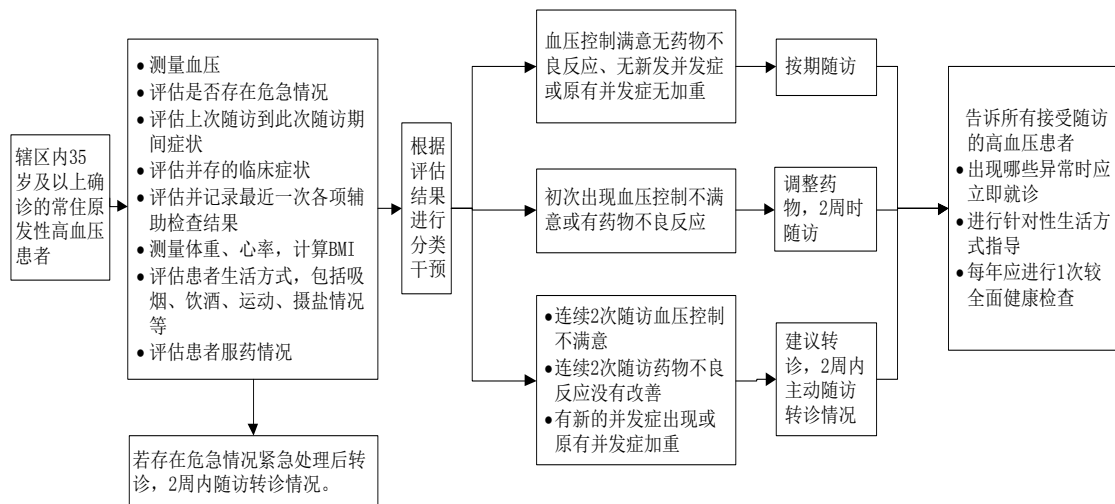 辖区内35
岁及以上确
诊的常住原
发性高血压
患者
●测量血压
●评估是否存在危急情况
●评估上次随访到此次随访期
间症状
●评估并存的临床症状
●评估并记录最近一次各项辅
助检查结果
●测量体重、心率，计算BMI
●评估患者生活方式，包括吸
烟、饮酒、运动、摄盐情况
等
●评估患者服药情况
若存在危急情况紧急处理后转
诊，2周内随访转诊情况。
根据
评估
结果
进行
分类
干预
血压控制满意无药物不
良反应、无新发并发症
或原有并发症无加重
按期随访
初次出现血压控制不满
意或有药物不良反应
调整药
物，2周时
随访
●连续2次随访血压控制
不满意
●连续2次随访药物不良
反应没有改善
●有新的并发症出现或
原有并发症加重
建议转
诊，2周内
主动随访
转诊情况
告诉所有接受随访
的高血压患者
●出现哪些异常时应
立即就诊
●进行针对性生活方
式指导
●每年应进行1次较
全面健康检查